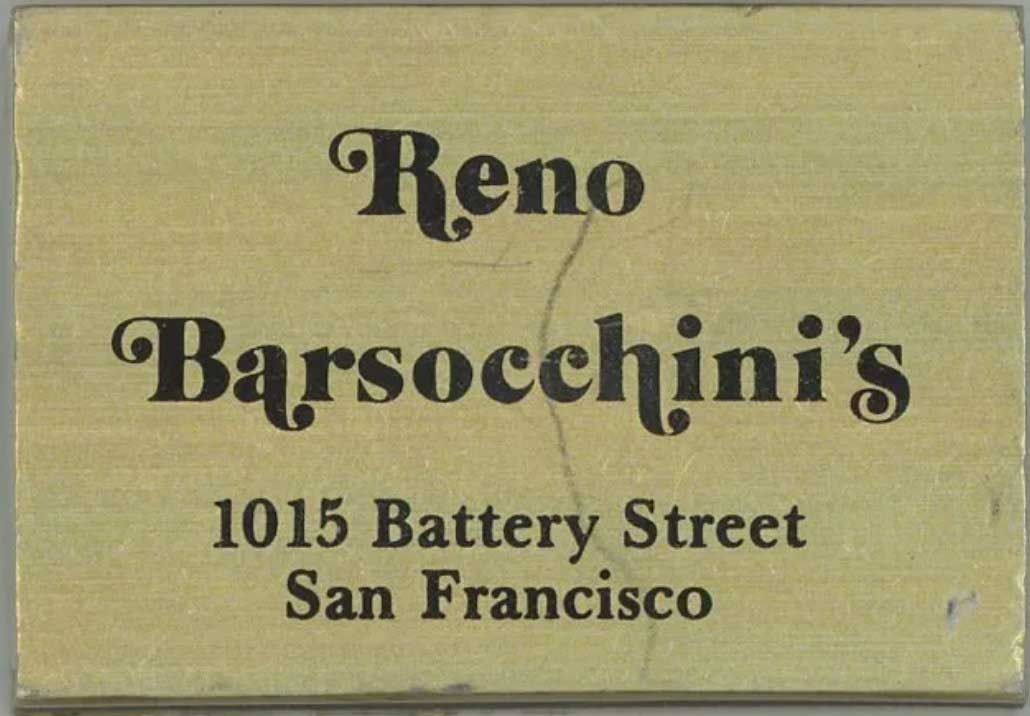 Reno
Barsocchini's
1015 Battery Street
San Francisco